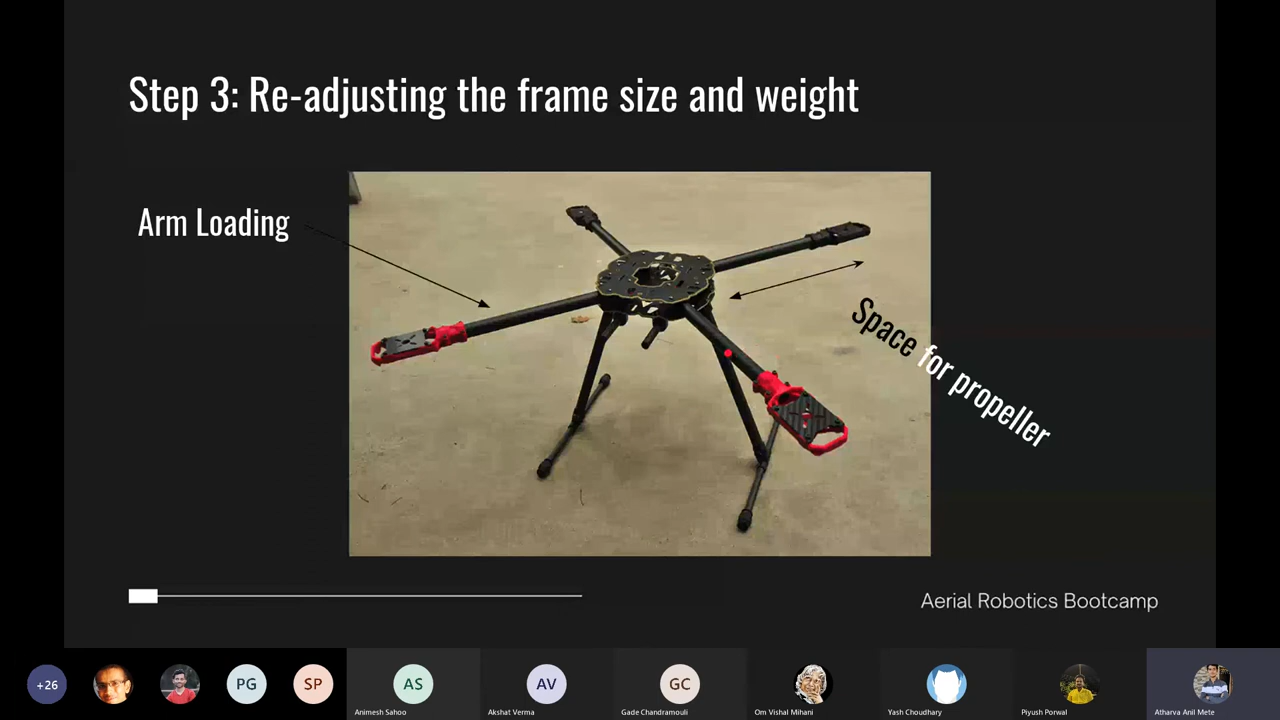 Step 3: Re-adjusting the frame size and weight
Arm Loading
Space for propeller
Aerial Robotics Bootcamp
+26
PG
SP
AS
AV
GC
Animesh Sahoo
Akshat Verma
Gade Chandramouli
Om Vishal Mihani
Yash Choudhary
Piyush Porwal
Atharva Anil Mete